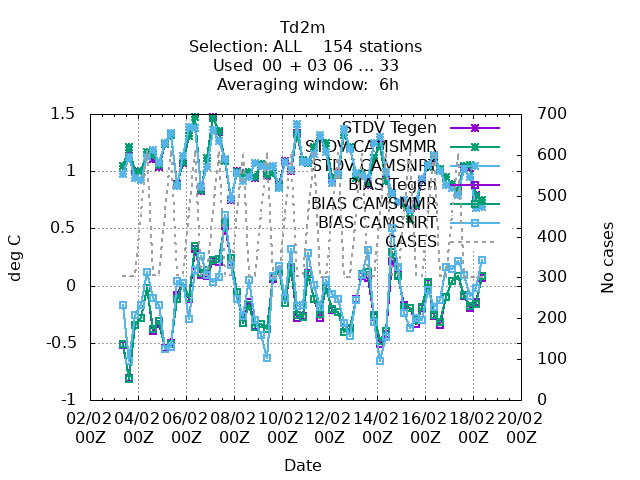 Td2m
Selection: ALL    154 stations
Used  00  + 03 06 ... 33
Averaging window:  6h
1.5
1
0.5
0
-0.5
-1
deg C
700
600
500
400
300
200
100
0
No cases
STDV Tegen
STDV CAMSMMR
STDV CAMSNRT
BIAS Tegen
BIAS CAMSMMR
BIAS CAMSNRT
CASES
02/02 04/02 06/02 08/02 10/02 12/02 14/02 16/02 18/02 20/02
00Z 00Z 00Z 00Z 00Z 00Z 00Z 00Z 00Z 00Z
Date